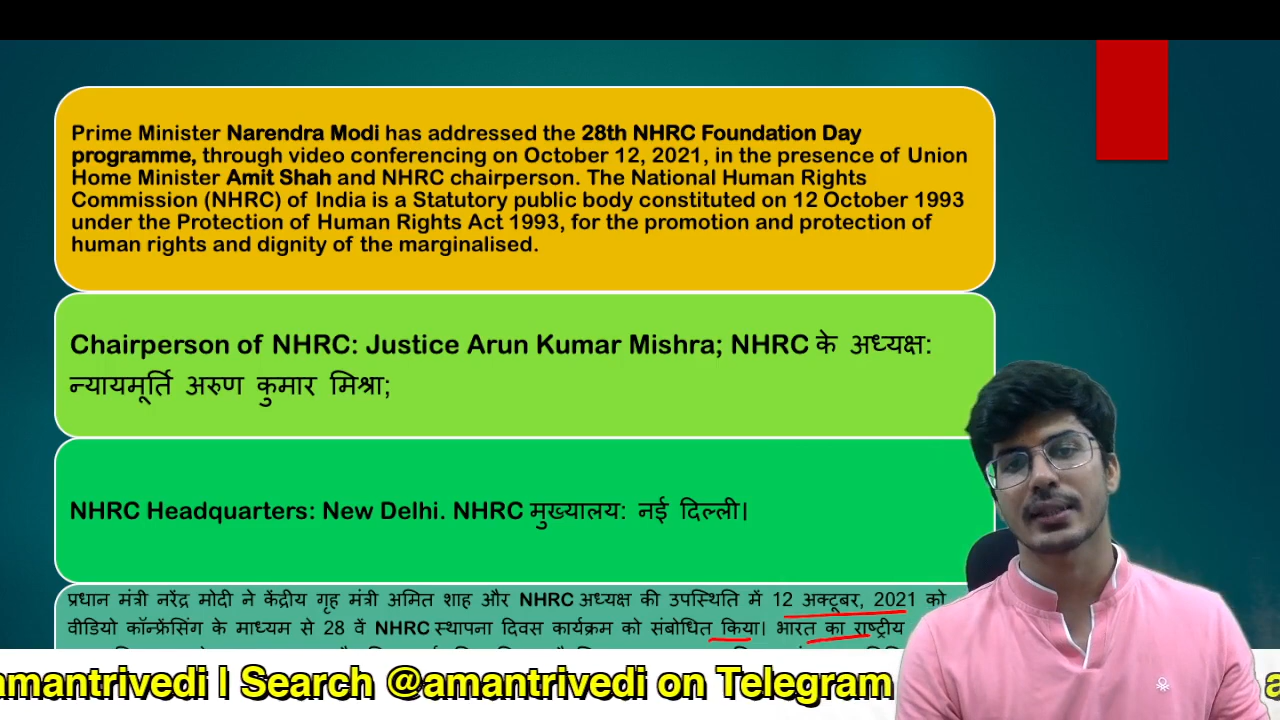 Prime Minister Narendra Modi has addressed the 28th NHRC Foundation Day
programme, through video conferencing on October 12, 2021, in the presence of Union
Home Minister Amit Shah and NHRC chairperson. The National Human Rights
Commission (NHRC) of India is a Statutory public body constituted on 12 October 1993
under the Protection of Human Rights Act 1993, for the promotion and protection of
human rights and dignity of the marginalised.
Chairperson of NHRC: Justice Arun Kumar Mishra; NHRC के अध्यक्ष:
न्यायमूर्ति अरुण कुमार मिश्रा;
NHRC Headquarters: New Delhi. NHRC मुख्यालय: नई दिल्ली।
प्रधान मंत्री नरेंद्र मोदी ने केंद्रीय गृह मंत्री अमित शाह और NHRC अध्यक्ष की उपस्थिति में 12 अक्टूबर, 2021 को
वीडियो कॉन्फ्रेंसिंग के माध्यम से 28 वें NHRC स्थापना दिवस कार्यक्रम को संबोधित किया। भारत का राष्ट्रीय
amantrivedi l Search @amantrivedi on Telegram